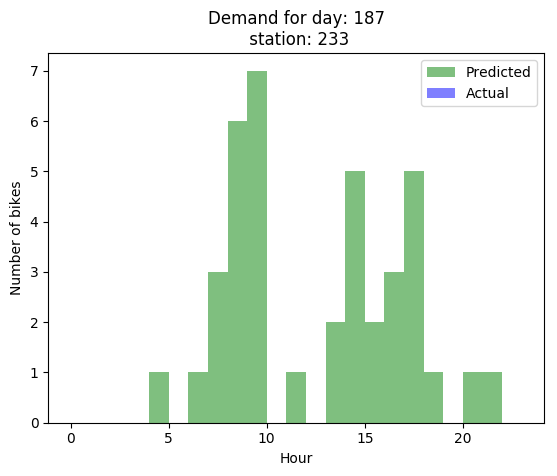 Demand for day: 187
station: 233
Predicted
Actual
Number of bikes
7
6
5
4
3
2
1
0
0 5 10 15 20
Hour